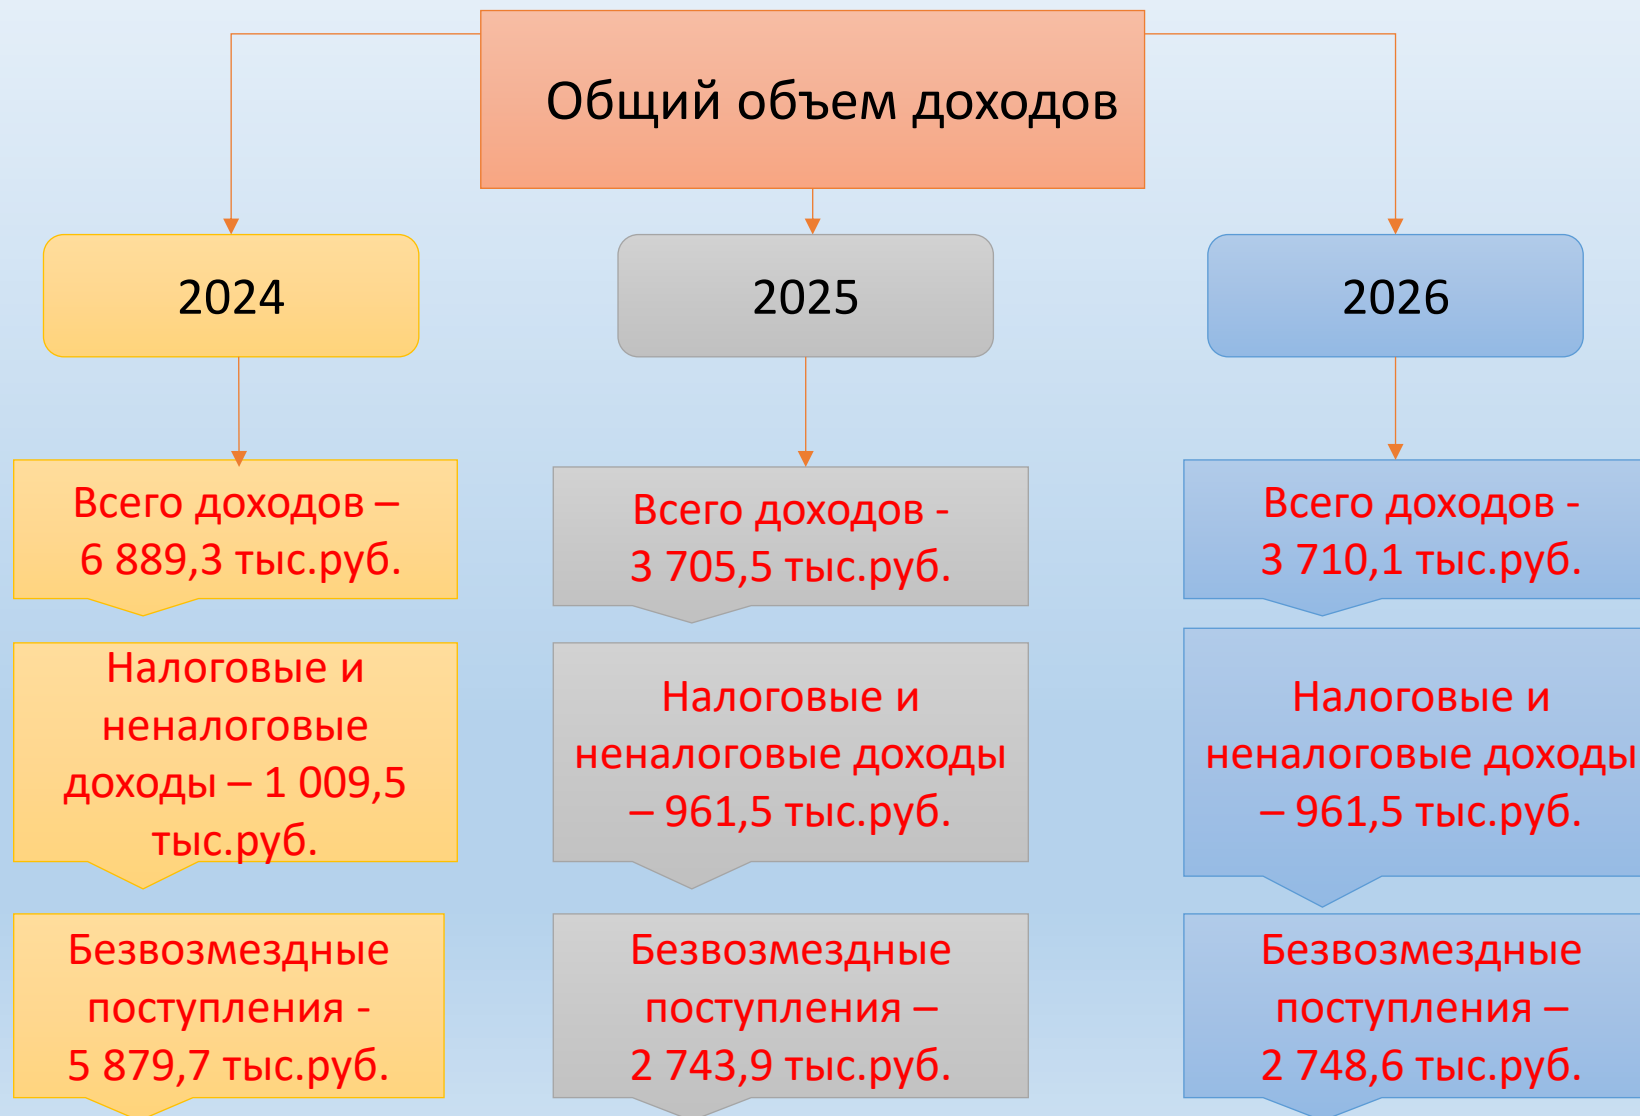 Общий объем доходов
2024
2025
2026
Всего доходов –
6 889,3 тыс.руб.
Всего доходов -
3 705,5 тыс.руб.
Всего доходов -
3 710,1 тыс.руб.
Налоговые и
неналоговые
доходы – 1 009,5
тыс.руб.
Налоговые и
неналоговые доходы
– 961,5 тыс.руб.
Налоговые и
неналоговые доходы
– 961,5 тыс.руб.
Безвозмездные
поступления -
5 879,7 тыс.руб.
Безвозмездные
поступления –
2 743,9 тыс.руб.
Безвозмездные
поступления –
2 748,6 тыс.руб.